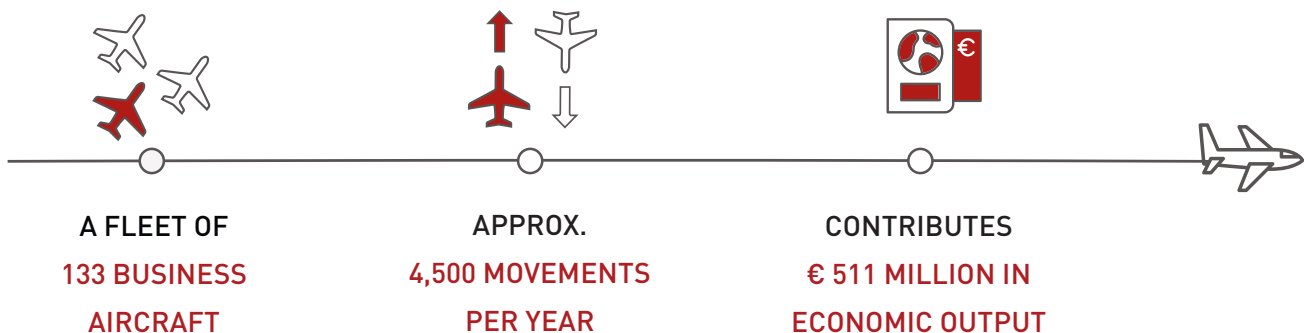 €
A FLEET OF
133 BUSINESS
AIRCRAFT
APPROX.
4,500 MOVEMENTS
PER YEAR
CONTRIBUTES
€ 511 MILLION IN
ECONOMIC OUTPUT